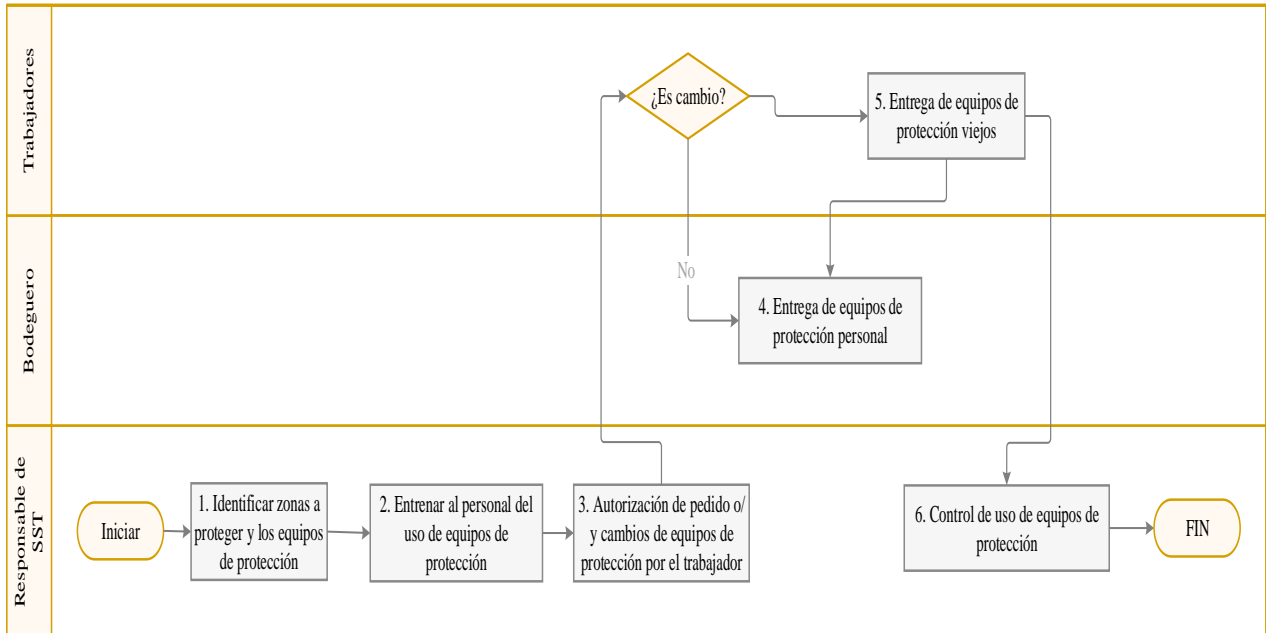 Trabajadores
¿Es cambio?
5. Entrega de equipos de
protección viejos
Bodeguero
No
4. Entrega de equipos de
protección personal
Responsable de
SST
Iniciar
1. Identificar zonas a
proteger y los equipos
de protección
2. Entrenar al personal del
uso de equipos de
protección
3. Autorización de pedido o/
y cambios de equipos de
protección por el trabajador
6. Control de uso de equipos de
protección
FIN